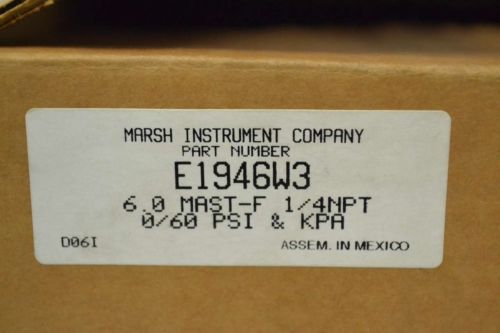 MARSH INSTRUMENT COMPANY
PART NUMBER
E1946W3
6.0 MAST-F 1/4NPT
0/60 PSI & KPA
D06I ASSEM. IN MEXICO